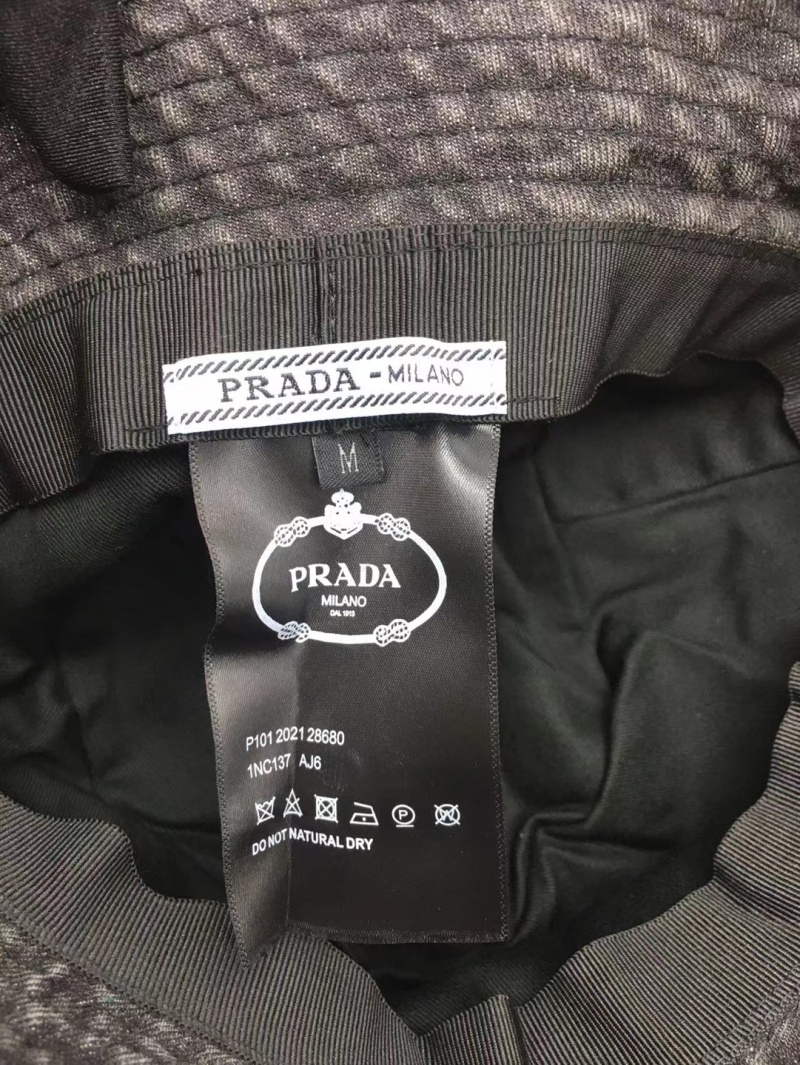 PRADA - MILANO
M
PRADA
MILANO
DAL 1913
P101 2021 28680
1NC137 AJ6
P W
DO NOT NATURAL DRY